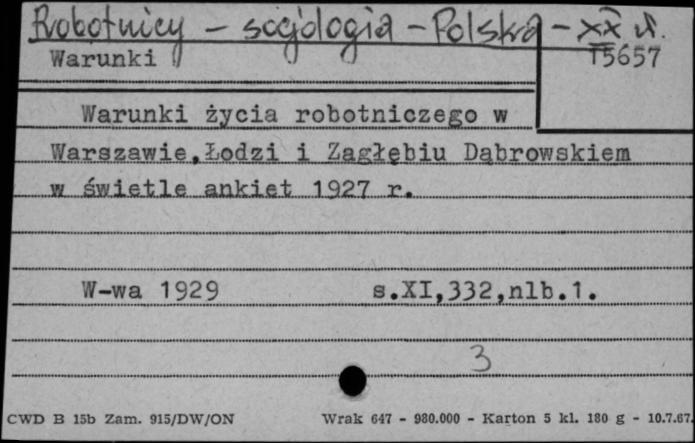 Robotnicy - socjologia - Polska - XX w.
Warunki
T5657
Warunki życia robotniczego w
Warszawie,Łodzi i Zagłębiu Dąbrowskiem
w świetle ankiet 1927 r.
W-wa 1929 s.XI,332,nlb.1.
3
CWD B 15b Zam. 915/DW/ON Wrak 647 - 980.000 - Karton 5 kl. 180 g - 10.7.67.